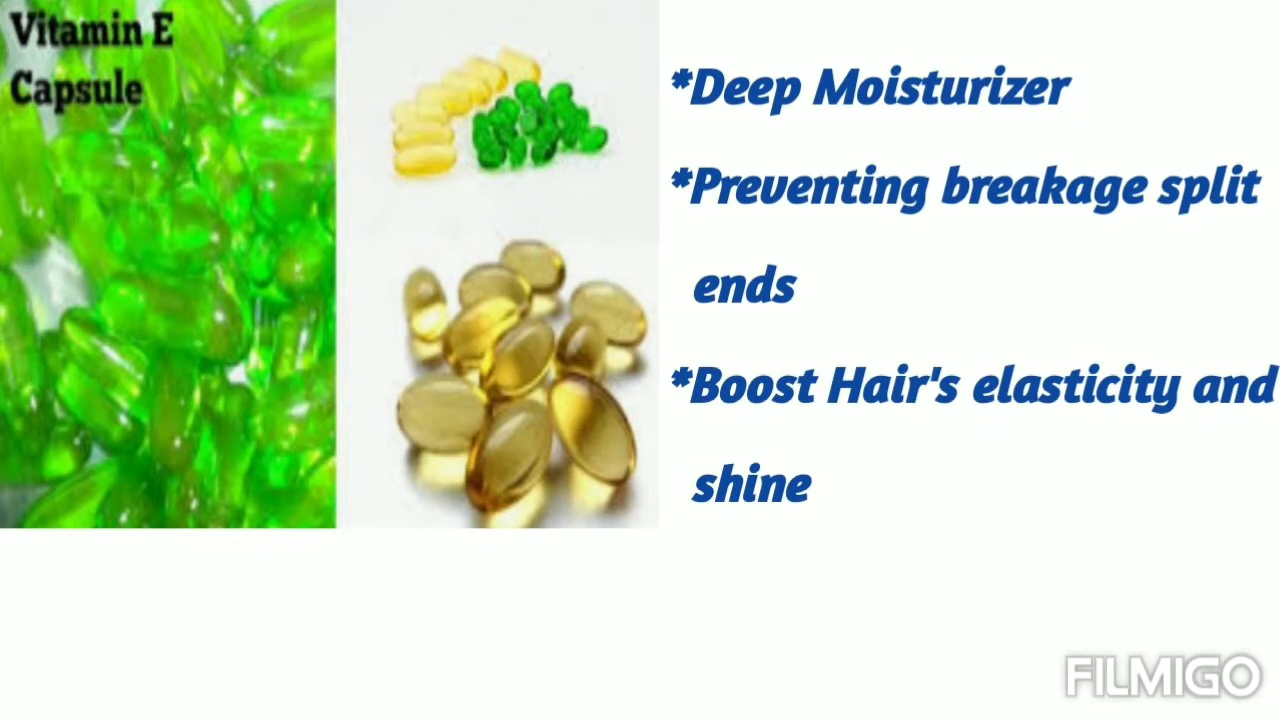 Vitamin E
Capsule
*Deep Moisturizer
*Preventing breakage split
ends
*Boost Hair's elasticity and
shine
FILMIGO